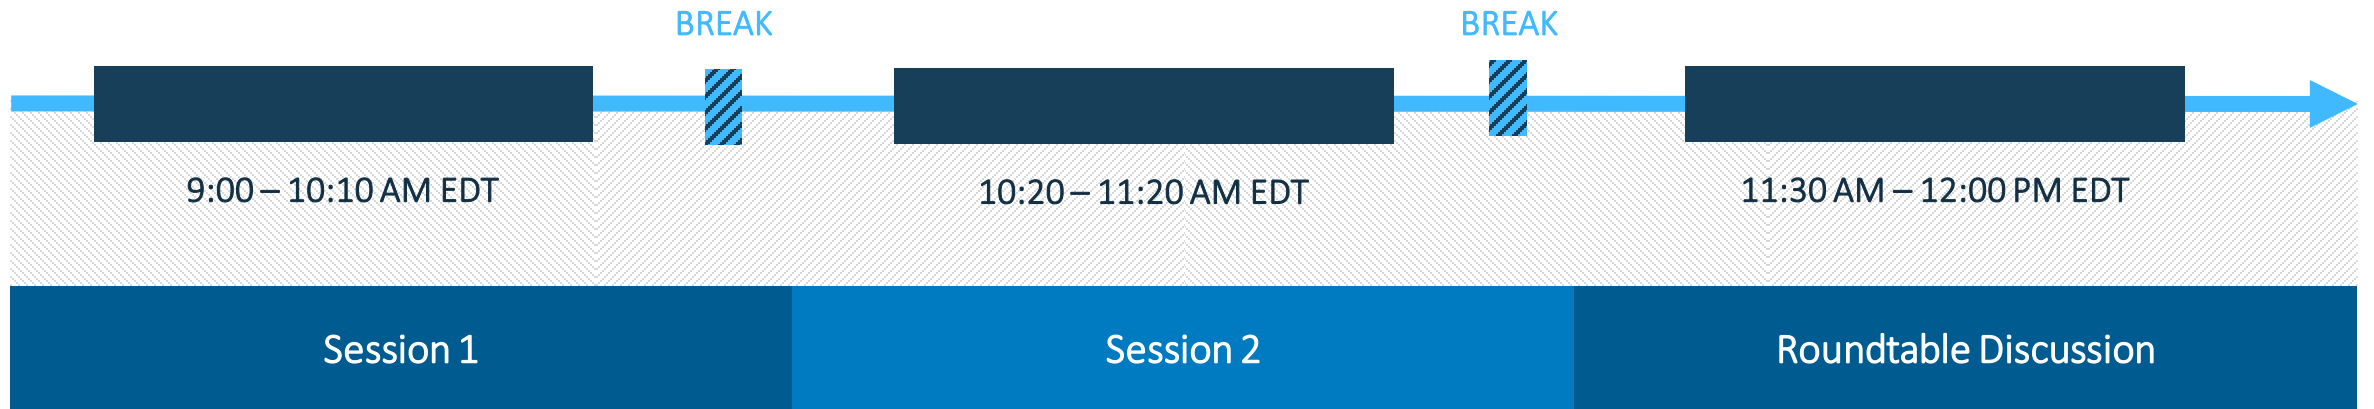 BREAK
BREAK
9:00 – 10:10 AM EDT
10:20 – 11:20 AM EDT
11:30 AM – 12:00 PM EDT
Session 1
Session 2
Roundtable Discussion